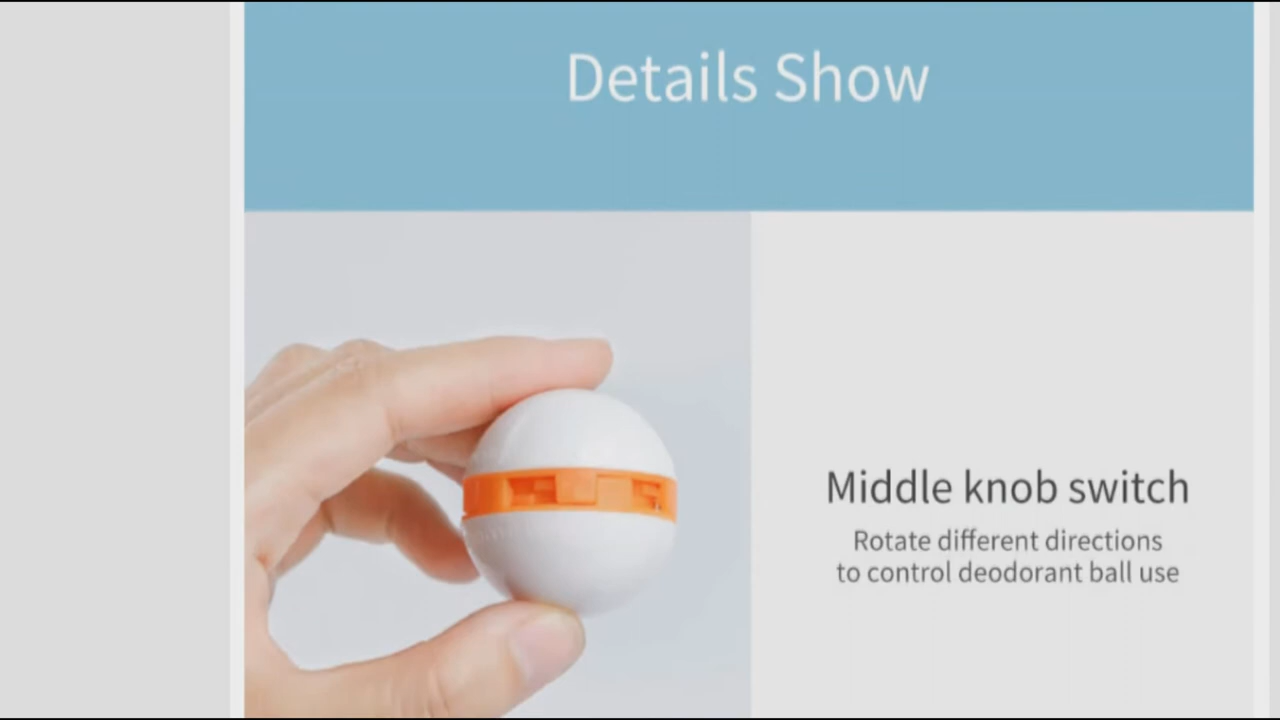 Details Show
Middle knob switch
Rotate different directions
to control deodorant ball use